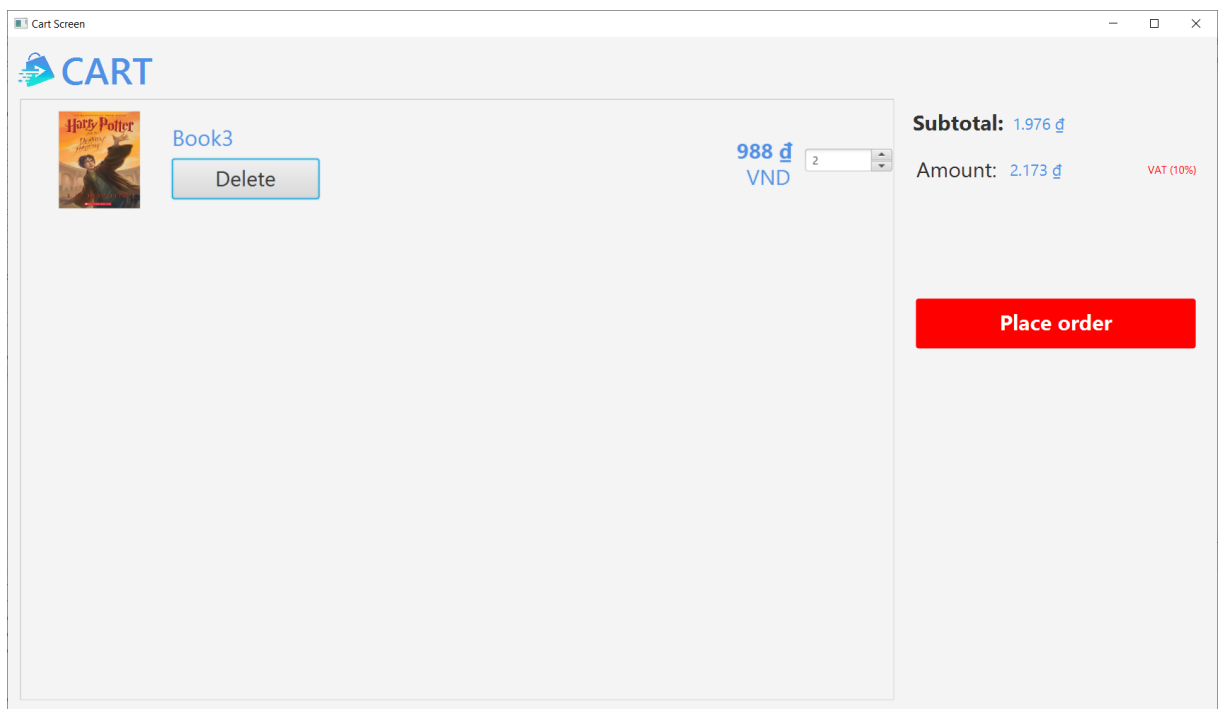 Cart Screen
CART
Harry Potter
Book3
Delete
988 ₫
VND
2
Subtotal: 1.976 ₫
Amount: 2.173 ₫
VAT (10%)
Place order